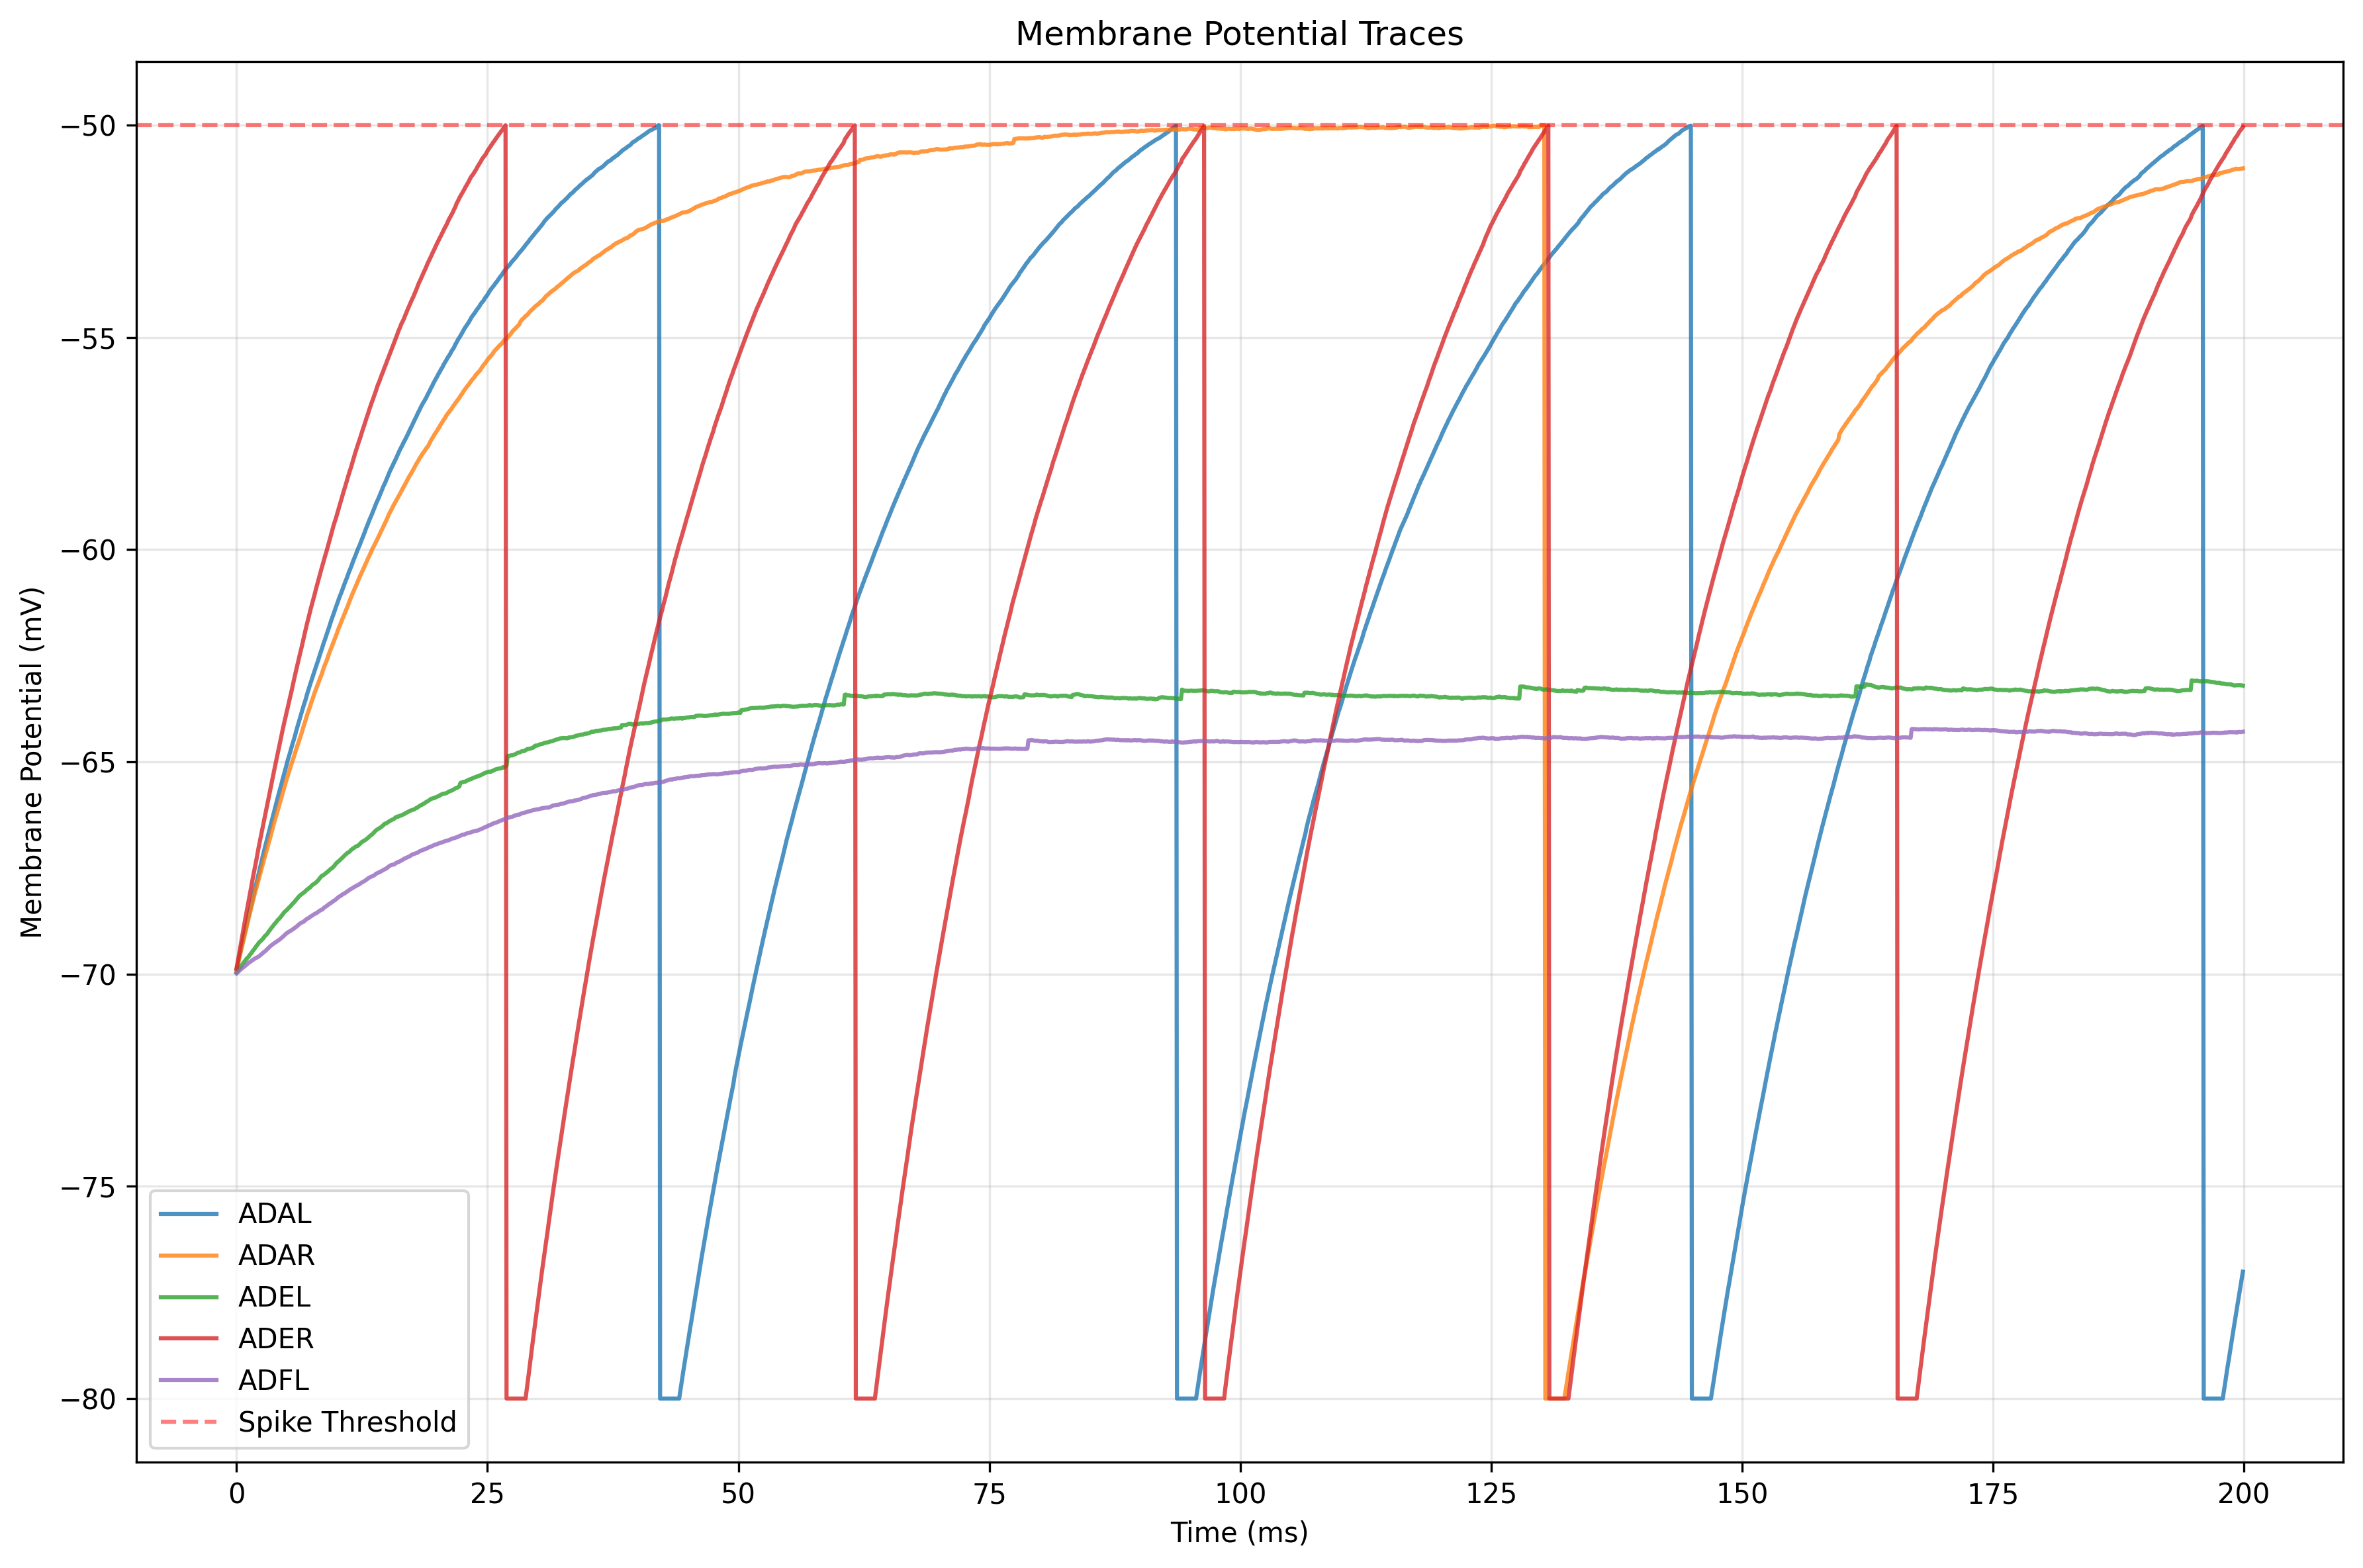 Membrane Potential Traces
Membrane Potential (mV)
−50
−55
−60
−65
−70
−75
−80
ADAL
ADAR
ADEL
ADER
ADFL
Spike Threshold
0 25 50 75 100 125 150 175 200
Time (ms)